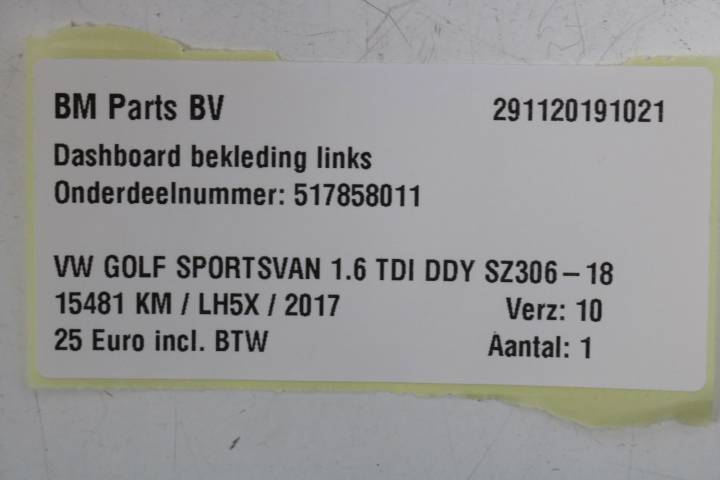 BM Parts BV 291120191021
Dashboard bekleding links
Onderdeelnummer: 517858011
VW GOLF SPORTSVAN 1.6 TDI DDY SZ306-18
15481 KM / LH5X / 2017 Verz: 10
25 Euro incl. BTW Aantal: 1